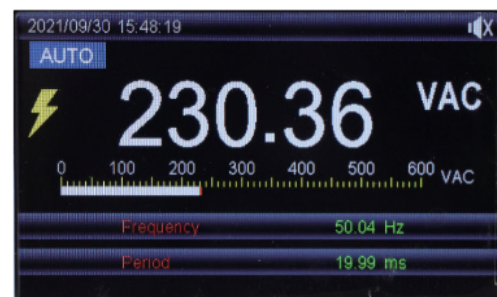 2021/09/30 15:48:19
AUTO
230.36 VAC
0 100 200 300 400 500 600 VAC
Frequency 50.04 Hz
Period 19.99 ms